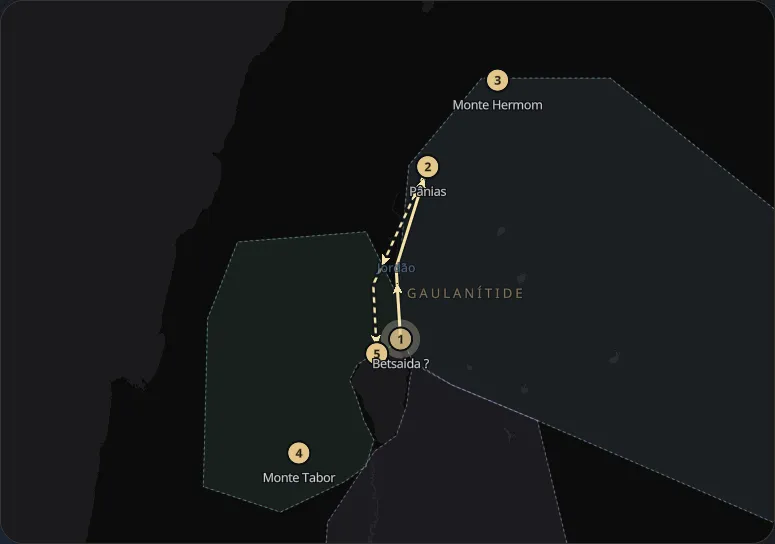 3
Monte Hermom
2
Pânias
Jordão
GAULANÍTIDE
1
5
Betsaida ?
4
Monte Tabor